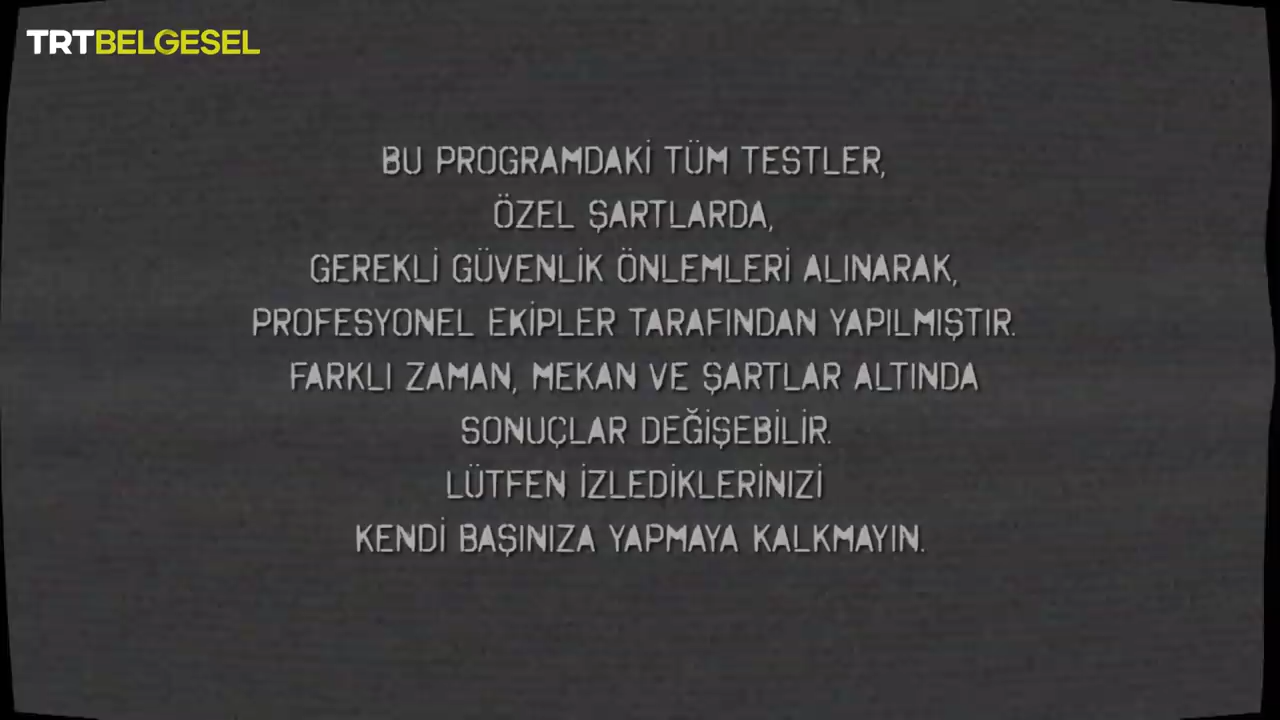 TRTBELGESEL
BU PROGRAMDAKİ TÜM TESTLER,
ÖZEL ŞARTLARDA,
GEREKLİ GÜVENLİK ÖNLEMLERİ ALINARAK,
PROFESYONEL EKİPLER TARAFINDAN YAPILMIŞTIR.
FARKLI ZAMAN, MEKAN VE ŞARTLAR ALTINDA
SONUÇLAR DEĞİŞEBİLİR.
LÜTFEN İZLEDİKLERİNİZİ
KENDİ BAŞINIZA YAPMAYA KALKMAYIN.